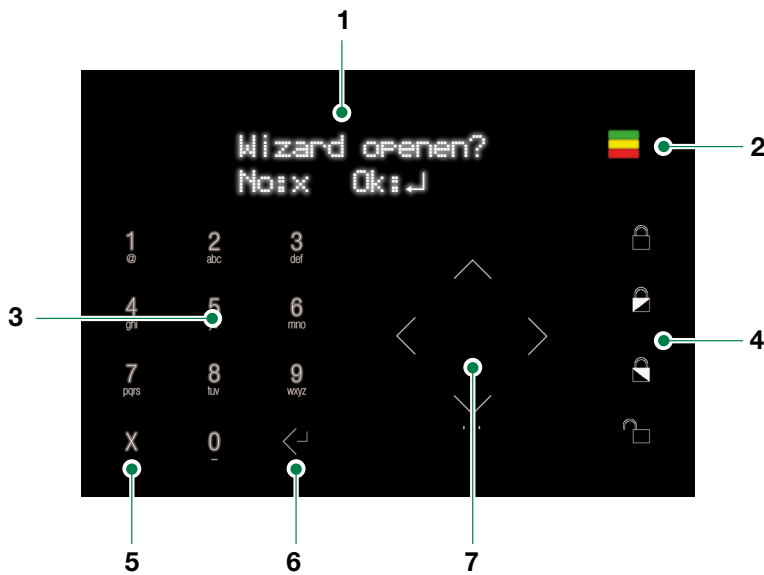 1
Wizard openen?
No:x Ok:↵
2
1 2 3
@ abc def
3
4 5 6
ghi mno
4
7 8 9
pqrs tuv wxyz
X 0
_
5 6 7